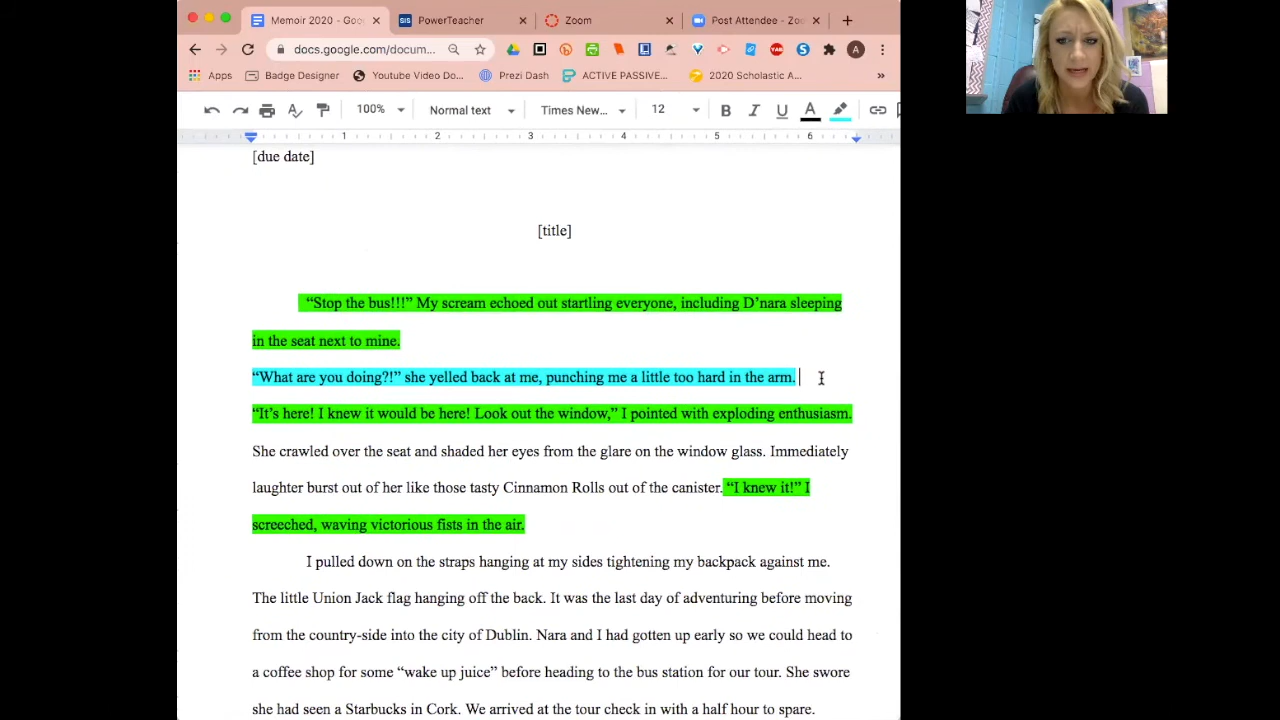 Memoir 2020 - Goo
PowerTeacher
Zoom
Post Attendee - Zoo
docs.google.com/docum...
A
Apps
Badge Designer
Youtube Video Do...
Prezi Dash
ACTIVE PASSIVE...
2020 Scholastic A...
»
100%
Normal text
Times New...
12
B I U A
1 2 3 4 5 6
[due date]
[title]
“Stop the bus!!!” My scream echoed out startling everyone, including D’nara sleeping
in the seat next to mine.
“What are you doing?!” she yelled back at me, punching me a little too hard in the arm.
“It’s here! I knew it would be here! Look out the window,” I pointed with exploding enthusiasm.
She crawled over the seat and shaded her eyes from the glare on the window glass. Immediately
laughter burst out of her like those tasty Cinnamon Rolls out of the canister. “I knew it!” I
screeched, waving victorious fists in the air.
I pulled down on the straps hanging at my sides tightening my backpack against me.
The little Union Jack flag hanging off the back. It was the last day of adventuring before moving
from the country-side into the city of Dublin. Nara and I had gotten up early so we could head to
a coffee shop for some “wake up juice” before heading to the bus station for our tour. She swore
she had seen a Starbucks in Cork. We arrived at the tour check in with a half hour to spare.